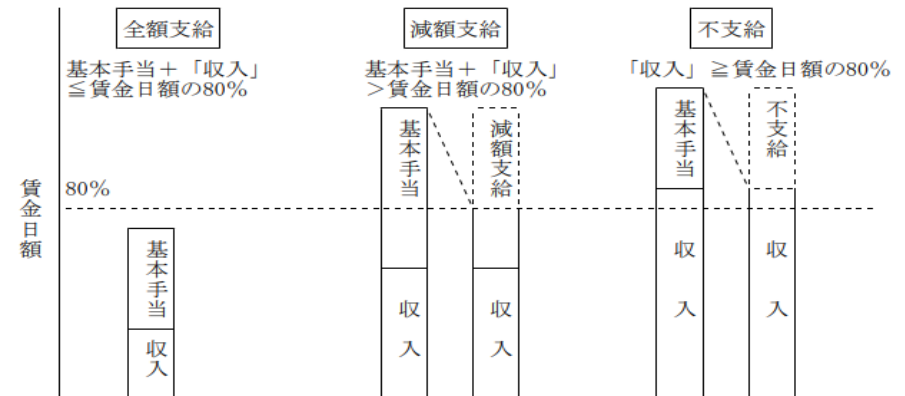 全額支給
基本手当＋「収入」
≦賃金日額の80％
減額支給
基本手当＋「収入」
＞賃金日額の80％
不支給
「収入」≧賃金日額の80％
賃金日額
80％
基本手当
収入
基本手当
収入
減額支給
収入
基本手当
収入
不支給
収入